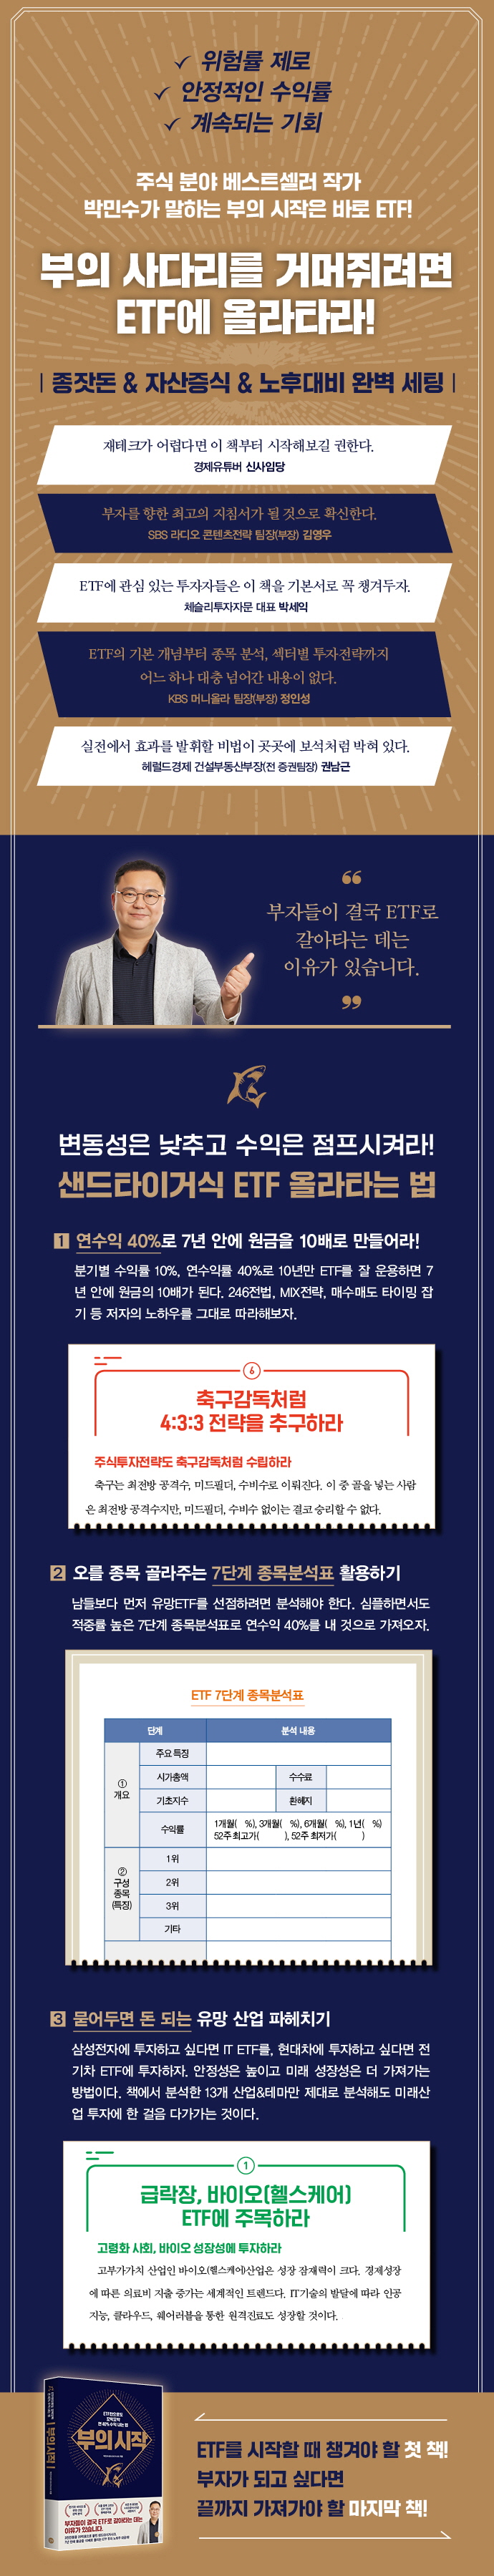 위험률 제로
안정적인 수익률
계속되는 기회
주식 분야 베스트셀러 작가
박민수가 말하는 부의 시작은 바로 ETF!
부의 사다리를 거머쥐려면
ETF에 올라타라!
| 종잣돈 & 자산증식 & 노후대비 완벽 세팅 |
재테크가 어렵다면 이 책부터 시작해보길 권한다.
경제유튜버 신사임당
부자를 향한 최고의 지침서가 될 것으로 확신한다.
SBS 라디오 콘텐츠전략 팀장(부장) 김영우
ETF에 관심 있는 투자자들은 이 책을 기본서로 꼭 챙겨두자.
체슬리투자자문 대표 박세익
ETF의 기본 개념부터 종목 분석, 섹터별 투자전략까지
어느 하나 대충 넘어간 내용이 없다.
KBS 머니올라 팀장(부장) 정인성
실전에서 효과를 발휘할 비법이 곳곳에 보석처럼 박혀 있다.
헤럴드경제 건설부동산부장(전 증권팀장) 권남근
“
부자들이 결국 ETF로
갈아타는 데는
이유가 있습니다.
”
변동성은 낮추고 수익은 점프시켜라!
샌드타이거식 ETF 올라타는 법
1 연수익 40%로 7년 안에 원금을 10배로 만들어라!
분기별 수익률 10%, 연수익률 40%로 10년만 ETF를 잘 운용하면 7
년 안에 원금의 10배가 된다. 246전법, MIX전략, 매수매도 타이밍 잡
기 등 저자의 노하우를 그대로 따라해보자.
6
축구감독처럼
4:3:3 전략을 추구하라
주식투자전략도 축구감독처럼 수립하라
축구는 최전방 공격수, 미드필더, 수비수로 이뤄진다. 이 중 골을 넣는 사람
은 최전방 공격수지만, 미드필더, 수비수 없이는 결코 승리할 수 없다.
2 오를 종목 골라주는 7단계 종목분석표 활용하기
남들보다 먼저 유망ETF를 선점하려면 분석해야 한다. 심플하면서도
적중률 높은 7단계 종목분석표로 연수익 40%를 내 것으로 가져오자.
ETF 7단계 종목분석표
단계 분석 내용
① 개요
주요 특징
시가총액 수수료
기초지수 환헤지
수익률 1개월( %), 3개월( %), 6개월( %), 1년( %)
52주 최고가( ), 52주 최저가( )
② 구성 종목 (특징)
1위
2위
3위
기타
3 묻어두면 돈 되는 유망 산업 파헤치기
삼성전자에 투자하고 싶다면 IT ETF를, 현대차에 투자하고 싶다면 전
기차 ETF에 투자하자. 안정성은 높이고 미래 성장성은 더 가져가는
방법이다. 책에서 분석한 13개 산업&테마만 제대로 분석해도 미래산
업 투자에 한 걸음 다가가는 것이다.
1
급락장, 바이오(헬스케어)
ETF에 주목하라
고령화 사회, 바이오 성장성에 투자하라
고부가가치 산업인 바이오(헬스케어)산업은 성장 잠재력이 크다. 경제성장
에 따른 의료비 지출 증가는 세계적인 트렌드다. IT기술의 발달에 따라 인공
지능, 클라우드, 웨어러블을 통한 원격진료도 성장할 것이다.
부의 시작
부자들이 결국 ETF로 갈아타는 데는
이유가 있습니다.
ETF를 시작할 때 챙겨야 할 첫 책!
부자가 되고 싶다면
끝까지 가져가야 할 마지막 책!